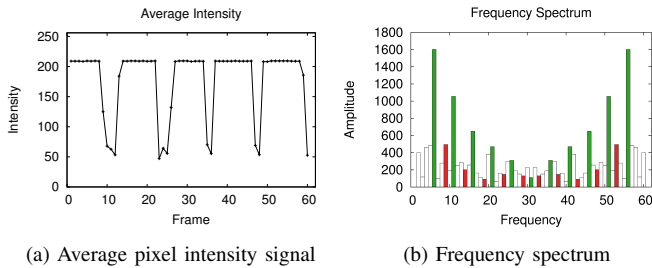 Average Intensity
250
200
150
100
50
0
0 10 20 30 40 50 60
Intensity
Frame
(a) Average pixel intensity signal
Frequency Spectrum
1800
1600
1400
1200
1000
800
600
400
200
0
0 10 20 30 40 50 60
Amplitude
Frequency
(b) Frequency spectrum